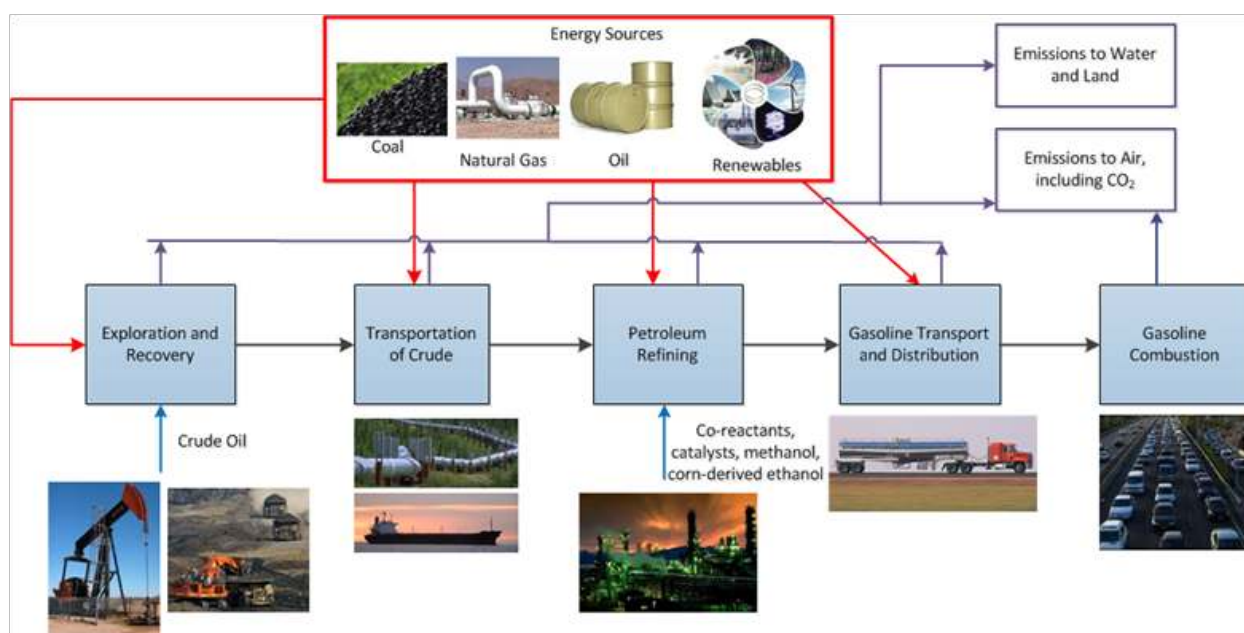 Energy Sources
Coal
Natural Gas
Oil
Renewables
Emissions to Water
and Land
Emissions to Air,
including CO₂
Exploration and
Recovery
Transportation
of Crude
Petroleum
Refining
Gasoline Transport
and Distribution
Gasoline
Combustion
Crude Oil
Co-reactants,
catalysts, methanol,
corn-derived ethanol